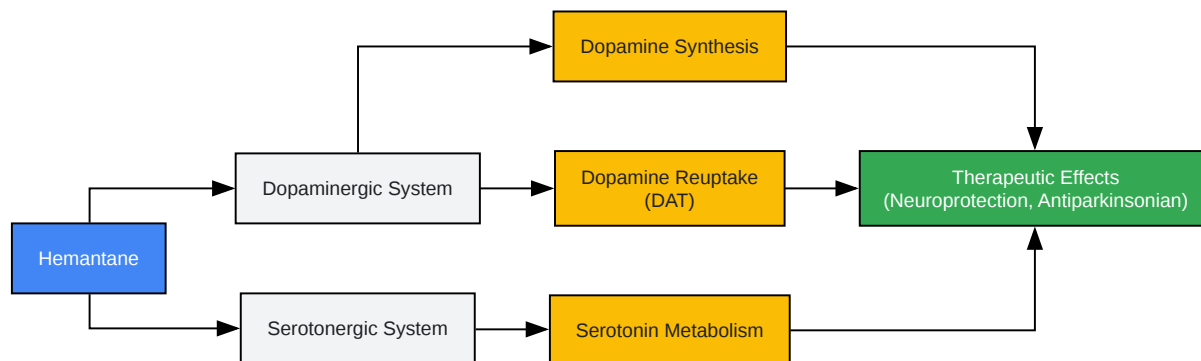 Dopamine Synthesis
Dopaminergic System
Dopamine Reuptake
(DAT)
Therapeutic Effects
(Neuroprotection, Antiparkinsonian)
Hemantane
Serotonergic System
Serotonin Metabolism